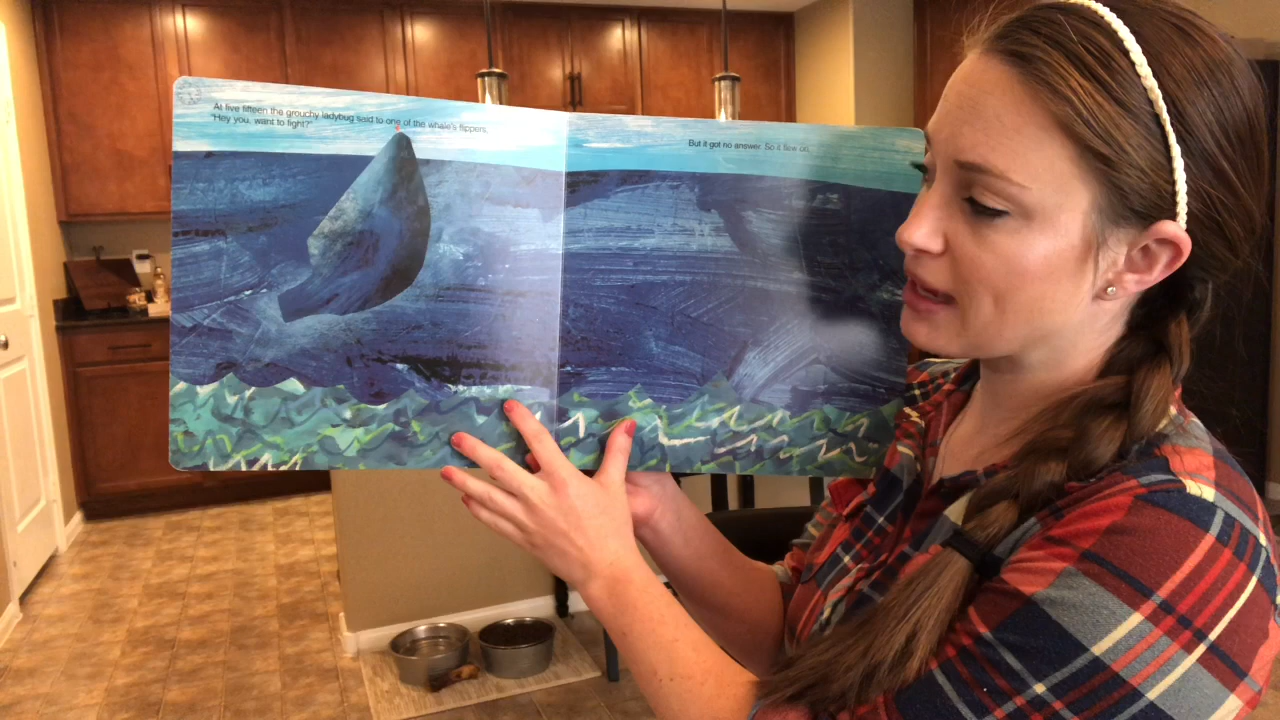 At five fifteen the grouchy ladybug said to one of the whale's flippers,
"Hey you, want to fight?"
But it got no answer. So it flew on.